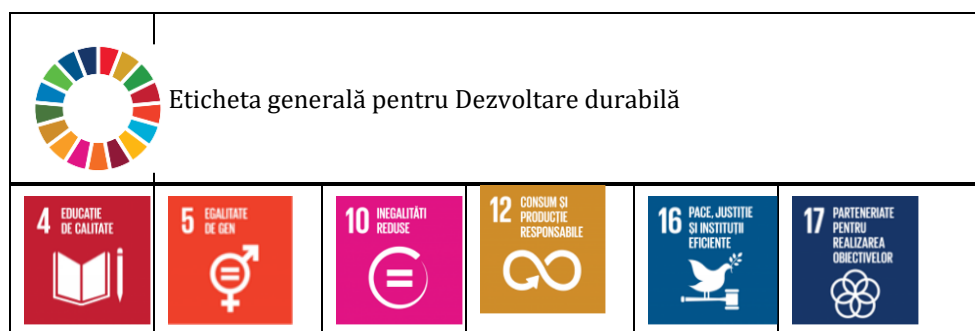 Eticheta generală pentru Dezvoltare durabilă
4 EDUCAȚIE
DE CALITATE
5 EGALITATE
DE GEN
10 INEGALITĂȚI
REDUSE
12 CONSUM ȘI
PRODUCȚIE
RESPONSABILE
16 PACE, JUSTIȚIE
ȘI INSTITUȚII
EFICIENTE
17 PARTENERIATE
PENTRU
REALIZAREA
OBIECTIVELOR